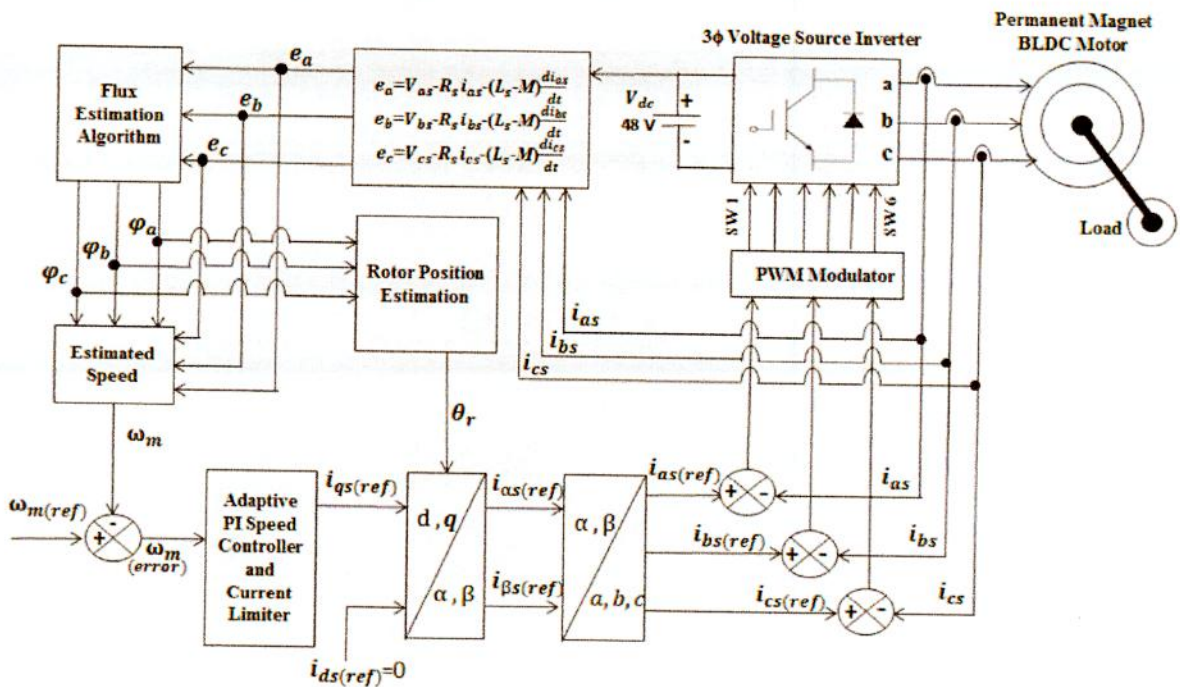 Permanent Magnet
BLDC Motor
3ϕ Voltage Source Inverter
Flux
Estimation
Algorithm
e_a
e_b
e_c
e_a=V_as-R_s i_as-(L_s-M) di_as/dt
e_b=V_bs-R_s i_bs-(L_s-M) di_bs/dt
e_c=V_cs-R_s i_cs-(L_s-M) di_cs/dt
V_dc
48 V
+
-
a
b
c
SW1
SW6
Load
PWM Modulator
φ_a
φ_b
φ_c
Rotor Position
Estimation
Estimated
Speed
i_as
i_bs
i_cs
ω_m
θ_r
ω_m(ref)
+
-
ω_m
(error)
Adaptive
PI Speed
Controller
and
Current
Limiter
i_qs(ref)
d,q
α,β
i_ds(ref)=0
i_αs(ref)
i_βs(ref)
α,β
a,b,c
i_as(ref)
+
-
i_as
i_bs(ref)
+
-
i_bs
i_cs(ref)
+
-
i_cs